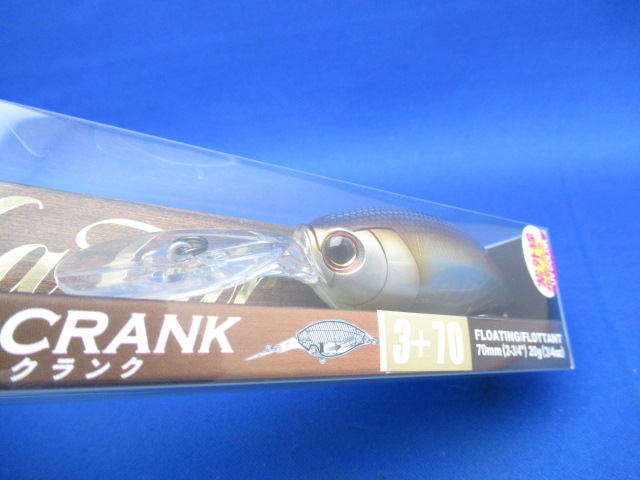 CRANK
クランク
3+70
FLOATING/FLOTTANT
70mm (2-3/4") 20g (3/4oz)